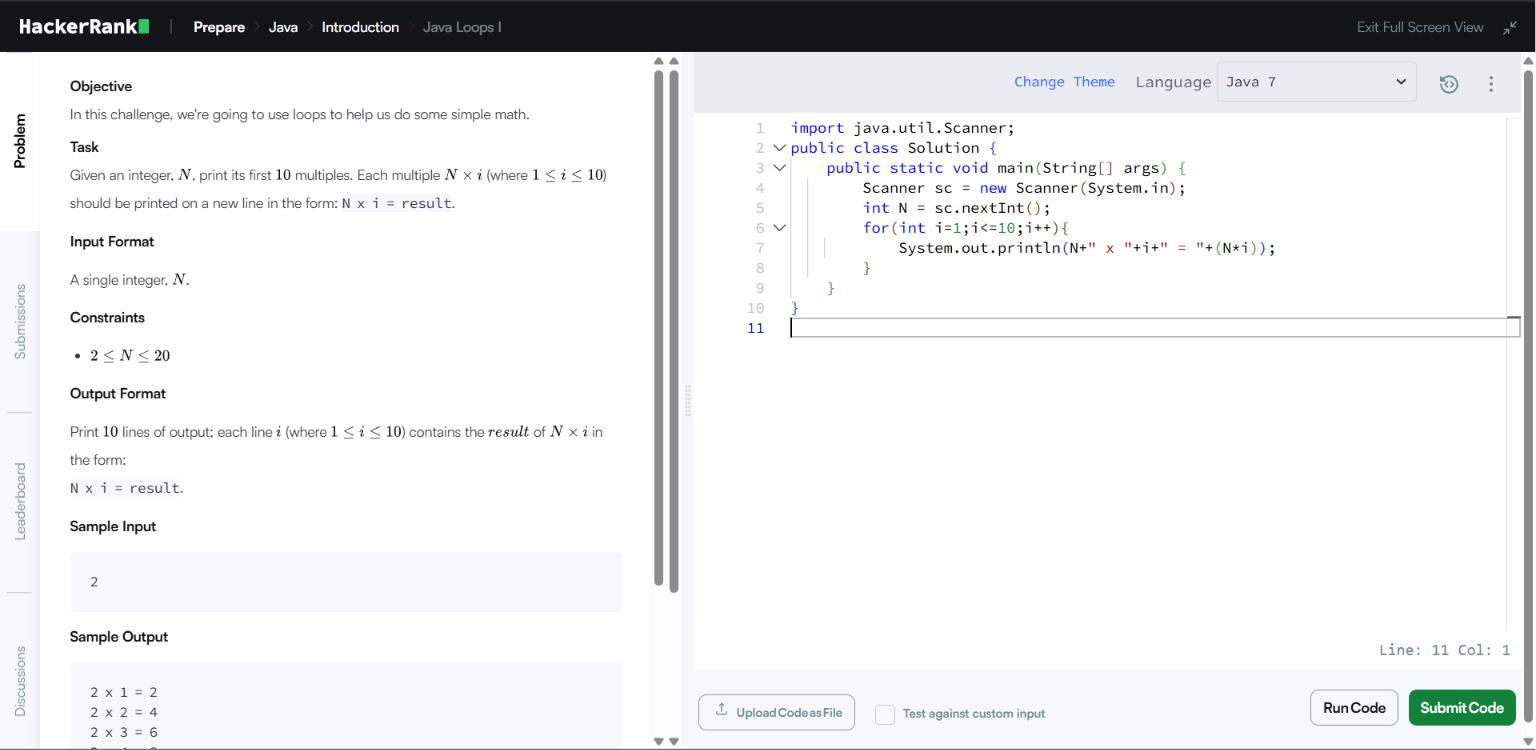 HackerRank | Prepare > Java > Introduction > Java Loops I
Exit Full Screen View
Problem
Submissions
Leaderboard
Discussions
Objective
In this challenge, we're going to use loops to help us do some simple math.
Task
Given an integer, N, print its first 10 multiples. Each multiple N × i (where 1 ≤ i ≤ 10)
should be printed on a new line in the form: N x i = result.
Input Format
A single integer, N.
Constraints
• 2 ≤ N ≤ 20
Output Format
Print 10 lines of output; each line i (where 1 ≤ i ≤ 10) contains the result of N × i in
the form:
N x i = result.
Sample Input
2
Sample Output
2 x 1 = 2
2 x 2 = 4
2 x 3 = 6
Change Theme Language Java 7
1 import java.util.Scanner;
2 public class Solution {
3 public static void main(String[] args) {
4 Scanner sc = new Scanner(System.in);
5 int N = sc.nextInt();
6 for(int i=1;i<=10;i++){
7 System.out.println(N+" x "+i+" = "+(N*i));
8 }
9 }
10 }
11
Line: 11 Col: 1
Upload Code as File
Test against custom input
Run Code
Submit Code